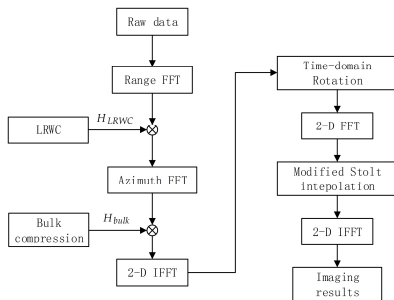 Raw data
Range FFT
LRWC
H_LRWC
Azimuth FFT
Bulk
compression
H_bulk
2-D IFFT
Time-domain
Rotation
2-D FFT
Modified Stolt
intepolation
2-D IFFT
Imaging
results